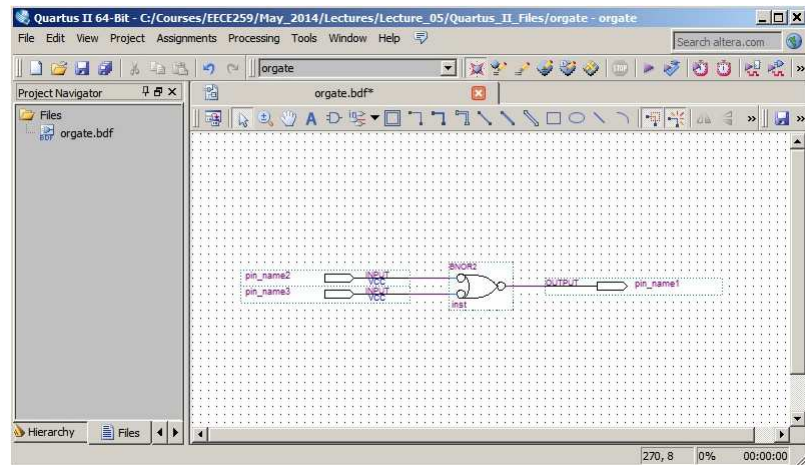 Quartus II 64-Bit - C:/Courses/EECE259/May_2014/Lectures/Lecture_05/Quartus_II_Files/orgate - orgate
File Edit View Project Assignments Processing Tools Window Help
Search altera.com
orgate
Project Navigator
orgate.bdf*
Files
orgate.bdf
BNOR2
pin_name2
INPUT
VCC
OUTPUT
pin_name1
pin_name3
INPUT
VCC
inst
Hierarchy
Files
270, 8
0%
00:00:00